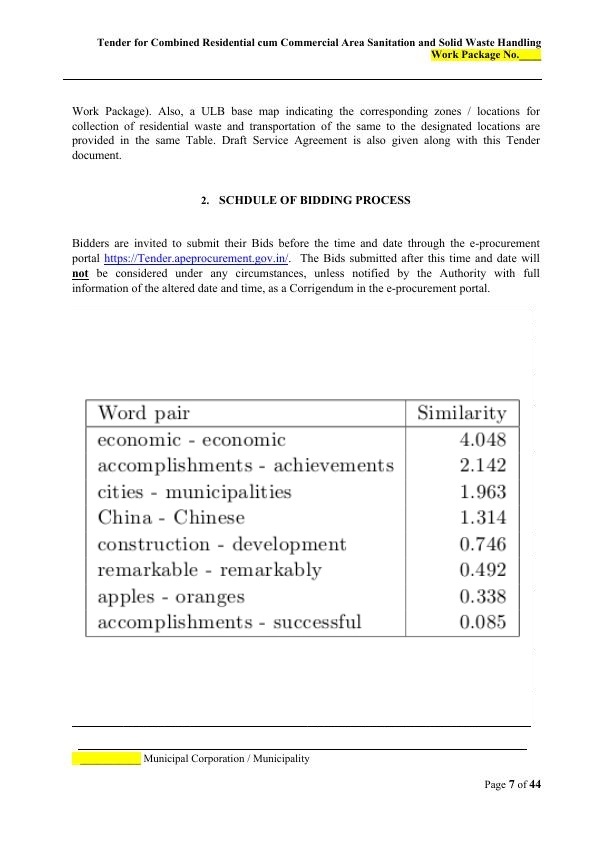 Tender for Combined Residential cum Commercial Area Sanitation and Solid Waste Handling
Work Package No.____
Work Package). Also, a ULB base map indicating the corresponding zones / locations for
collection of residential waste and transportation of the same to the designated locations are
provided in the same Table. Draft Service Agreement is also given along with this Tender
document.
2. SCHDULE OF BIDDING PROCESS
Bidders are invited to submit their Bids before the time and date through the e-procurement
portal https://Tender.apeprocurement.gov.in/. The Bids submitted after this time and date will
not be considered under any circumstances, unless notified by the Authority with full
information of the altered date and time, as a Corrigendum in the e-procurement portal.
Word pair Similarity
economic - economic 4.048
accomplishments - achievements 2.142
cities - municipalities 1.963
China - Chinese 1.314
construction - development 0.746
remarkable - remarkably 0.492
apples - oranges 0.338
accomplishments - successful 0.085
____________ Municipal Corporation / Municipality
Page 7 of 44